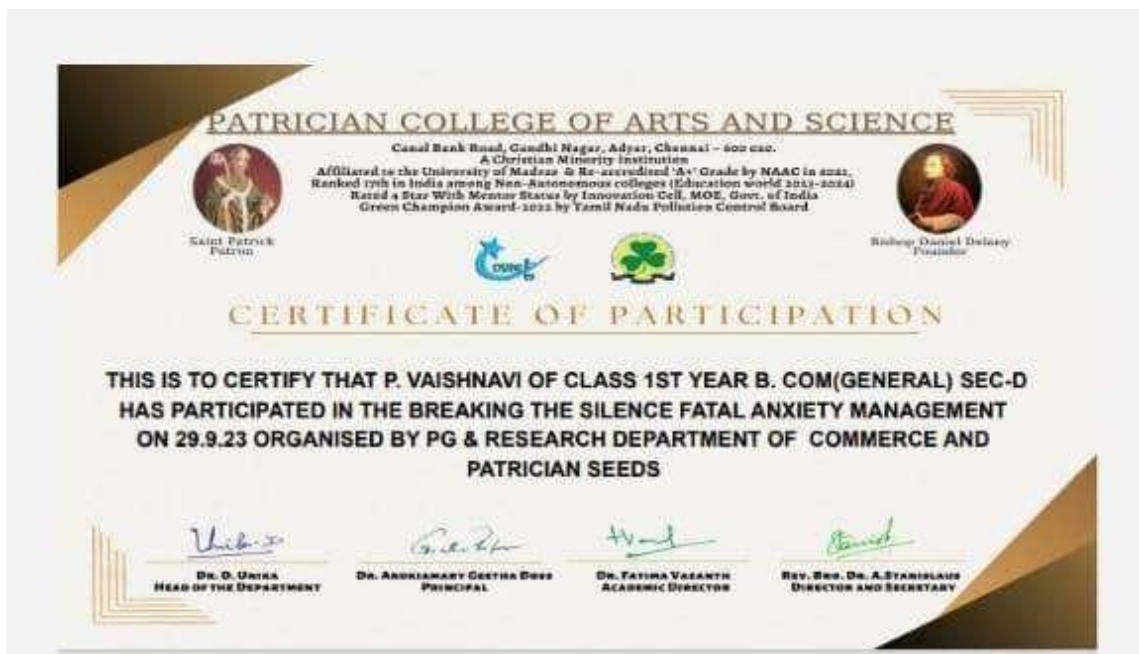 PATRICIAN COLLEGE OF ARTS AND SCIENCE
Canal Bank Road, Gandhi Nagar, Adyar, Chennai – 600 020.
A Christian Minority Institution
Affiliated to the University of Madras & Re-accredited 'A+' Grade by NAAC in 2021,
Ranked 17th in India among Non-Autonomous colleges (Education world 2023-2024)
Rated 4 Star With Mentor Status by Innovation Cell, MOE, Govt. of India
Green Champion Award-2022 by Tamil Nadu Pollution Control Board
Saint Patrick
Patron
Bishop Daniel Delany
Founder
CERTIFICATE OF PARTICIPATION
THIS IS TO CERTIFY THAT P. VAISHNAVI OF CLASS 1ST YEAR B. COM(GENERAL) SEC-D
HAS PARTICIPATED IN THE BREAKING THE SILENCE FATAL ANXIETY MANAGEMENT
ON 29.9.23 ORGANISED BY PG & RESEARCH DEPARTMENT OF COMMERCE AND
PATRICIAN SEEDS
DR. O. USHA
HEAD OF THE DEPARTMENT
DR. AROKIAMARY GEETHA DOSS
PRINCIPAL
DR. FATIMA VASANTH
ACADEMIC DIRECTOR
REV. BRO. DR. A.STANISLAUS
DIRECTOR AND SECRETARY